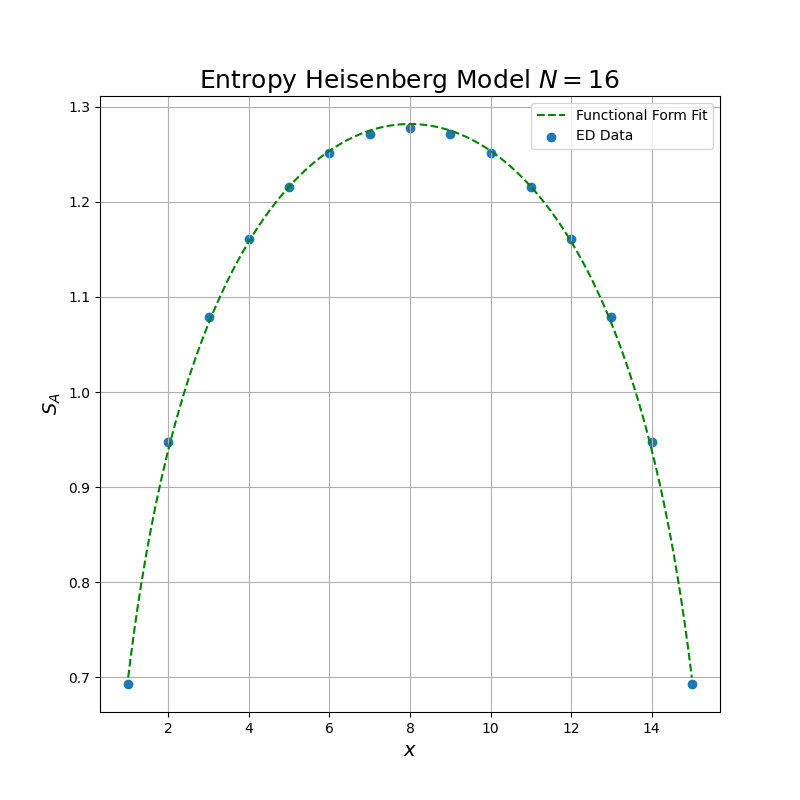 Entropy Heisenberg Model N = 16
Functional Form Fit
ED Data
1.3
1.2
1.1
1.0
0.9
0.8
0.7
S_A
2 4 6 8 10 12 14
x